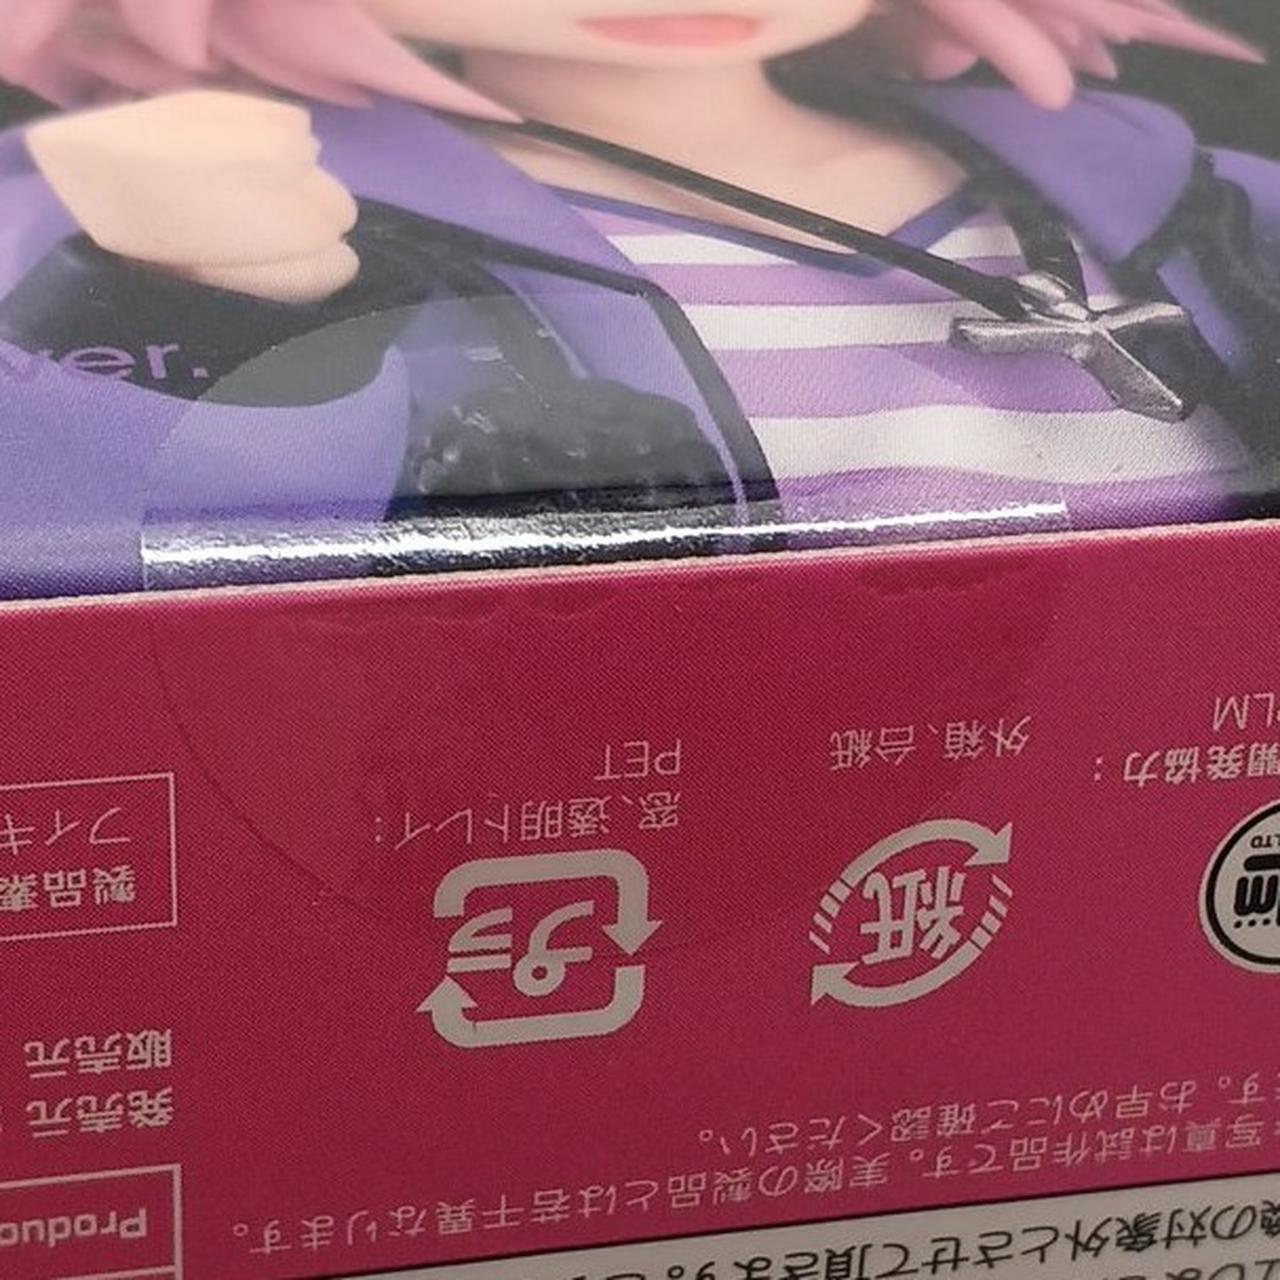 ver.
Produc
発売元
販売元
製品素
フィギ
プラ
窓、透明トレイ：
PET
紙
外箱、台紙
開発協力：
LM
LTD
写真は試作品です。実際の製品とは若干異なります。
す。お早めにご確認ください。
の対象外とさせて頂きます。